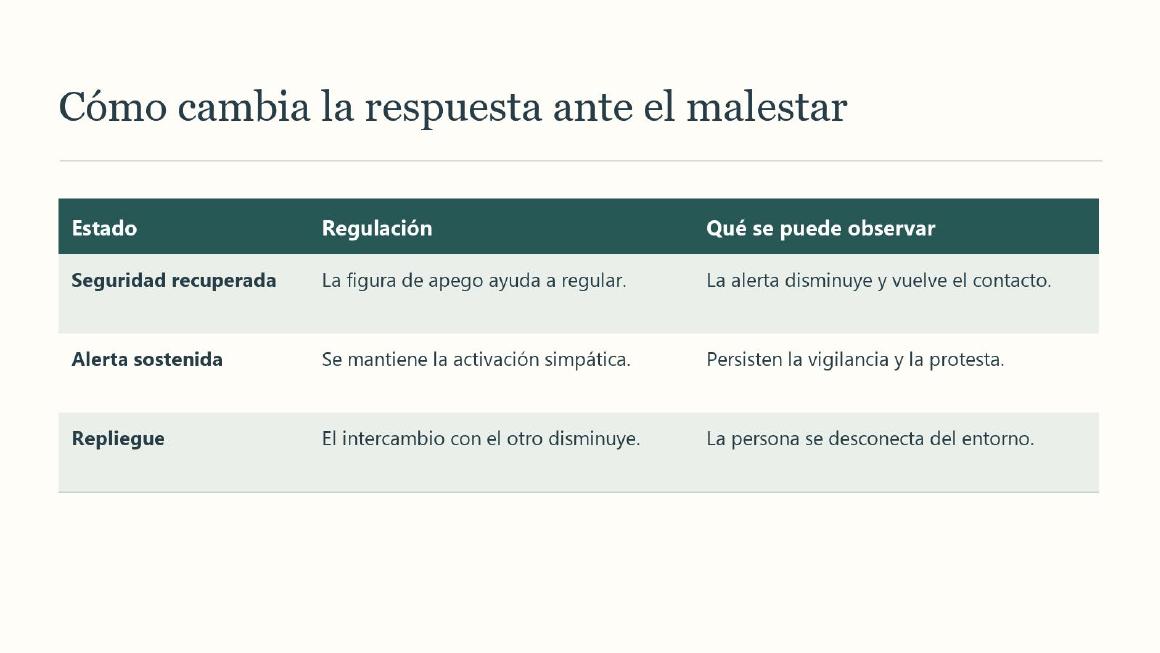 Cómo cambia la respuesta ante el malestar
Estado Regulación Qué se puede observar
Seguridad recuperada La figura de apego ayuda a regular. La alerta disminuye y vuelve el contacto.
Alerta sostenida Se mantiene la activación simpática. Persisten la vigilancia y la protesta.
Repliegue El intercambio con el otro disminuye. La persona se desconecta del entorno.